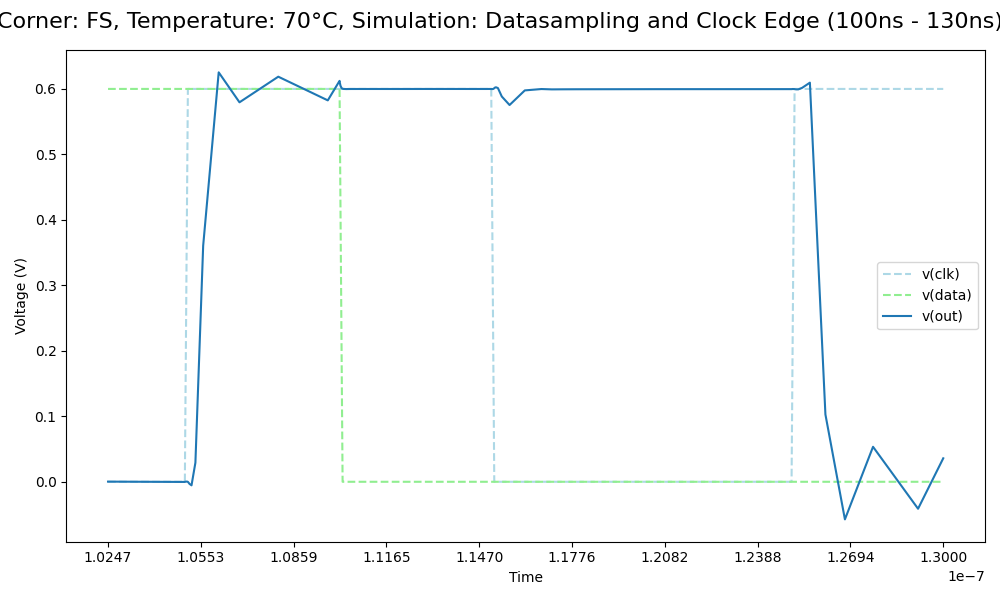 Corner: FS, Temperature: 70°C, Simulation: Datasampling and Clock Edge (100ns - 130ns)
0.6
0.5
0.4
0.3
0.2
0.1
0.0
Voltage (V)
v(clk)
v(data)
v(out)
1.0247 1.0553 1.0859 1.1165 1.1470 1.1776 1.2082 1.2388 1.2694 1.3000
1e−7
Time